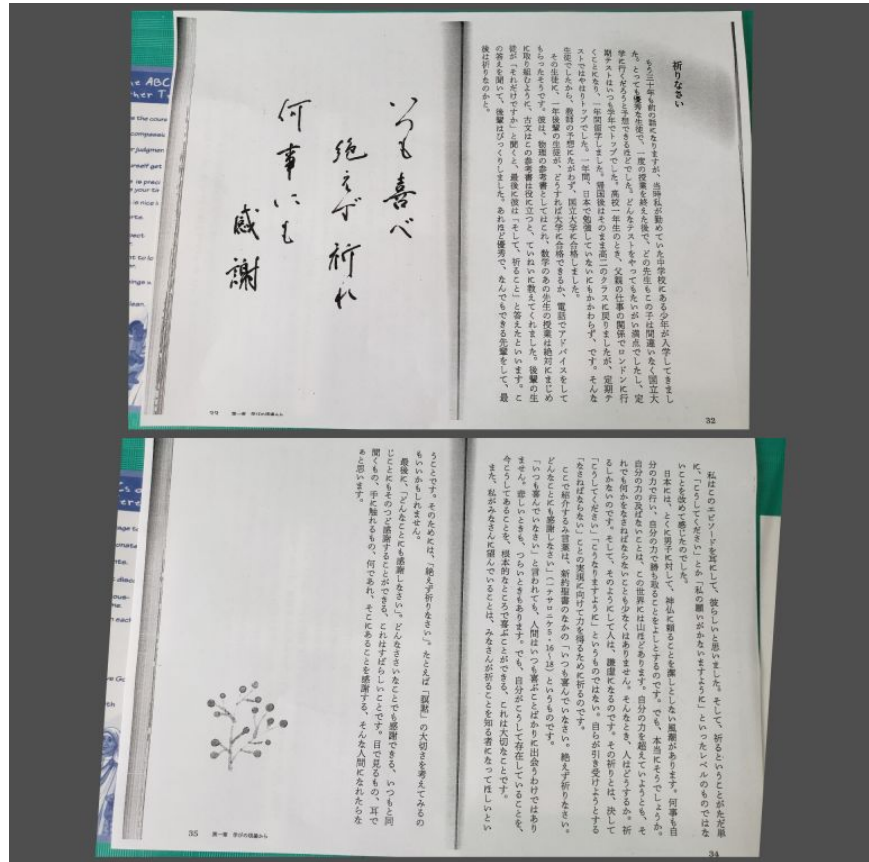 祈りなさい
もう三十年も前の話になりますが、当時私が勤めていた中学校にある少年が入学してきまし
た。とっても優秀な生徒で、一度の授業を終えた後で、どの先生もこの子は間違いなく国立大
学に行くだろうと予想できるほどでした。どんなテストをやってもたいがい満点でしたし、定
期テストはいつも学年でトップでした。高校一年生のとき、父親の仕事の関係でロンドンに行
くことになり、一年間留学しました。帰国後はそのまま高二のクラスに戻りましたが、定期テ
ストではやはりトップでした。一年間、日本で勉強していないにもかかわらず、です。そんな
生徒でしたから、教師の予想にたがわず、国立大学に合格しました。
その生徒に、一年後輩の生徒が、どうすれば大学に合格できるか、電話でアドバイスをして
もらったそうです。彼は、物理の参考書としてはこれ、数学のあの先生の授業は絶対にまじめ
に取り組むように、古文はこの参考書は役に立つと、ていねいに教えてくれました。後輩の生
徒が「それだけですか」と聞くと、最後に彼は「そして、祈ること」と答えたといいます。こ
の答えを聞いて、後輩はびっくりしました。あれほど優秀で、なんでもできる先輩をして、最
後は祈りなのかと。
32
いつも喜べ
絶えず祈れ
何事にも
感謝
33 第一章 学びの現場から
私はこのエピソードを耳にして、彼らしいと思いました。そして、祈るということがただ単
に、「こうしてください」とか「私の願いがかないますように」といったレベルのものではな
いことを改めて感じたのでした。
日本には、とくに男子に対して、神仏に頼ることを潔しとしない風潮があります。何事も自
分の力で行い、自分の力で勝ち取ることをよしとするのです。でも、本当にそうでしょうか。
自分の力の及ばないことは、この世界には山ほどあります。自分の力を超えていようとも、そ
れでも何かをなさねばならないことも少なくはありません。そんなとき、人はどうするか。祈
るしかないのです。そして、そのようにして人は、謙虚になるのです。その祈りとは、決して
「こうしてください」「こうなりますように」というものではない。自らが引き受けようとする
「なさねばならない」ことの実現に向けて力を得るために祈るのです。
ここで紹介するみ言葉は、新約聖書のなかの「いつも喜んでいなさい。絶えず祈りなさい。
どんなことにも感謝しなさい」(一テサロニケ5・16~18)というものです。
「いつも喜んでいなさい」と言われても、人間はいつも喜ぶことばかりに出会うわけではあり
ません。悲しいときも、つらいときもあります。でも、自分がこうして存在していることを、
今こうしてあることを、根本的なところで喜ぶことができる、これは大切なことです。
また、私がみなさんに望んでいることは、みなさんが祈ることを知る者になってほしいとい
34
うことです。そのためには、「絶えず祈りなさい」。たとえば「瞑黙」の大切さを考えてみるの
もいいかもしれません。
最後に、「どんなことにも感謝しなさい」。どんなささいなことでも感謝できる、いつもと同
じことにもそのつど感謝することができる、これはすばらしいことです。目で見るもの、耳で
聞くもの、手に触れるもの、何であれ、そこにあることを感謝する、そんな人間になれたらな
あと思います。
35 第一章 学びの現場から